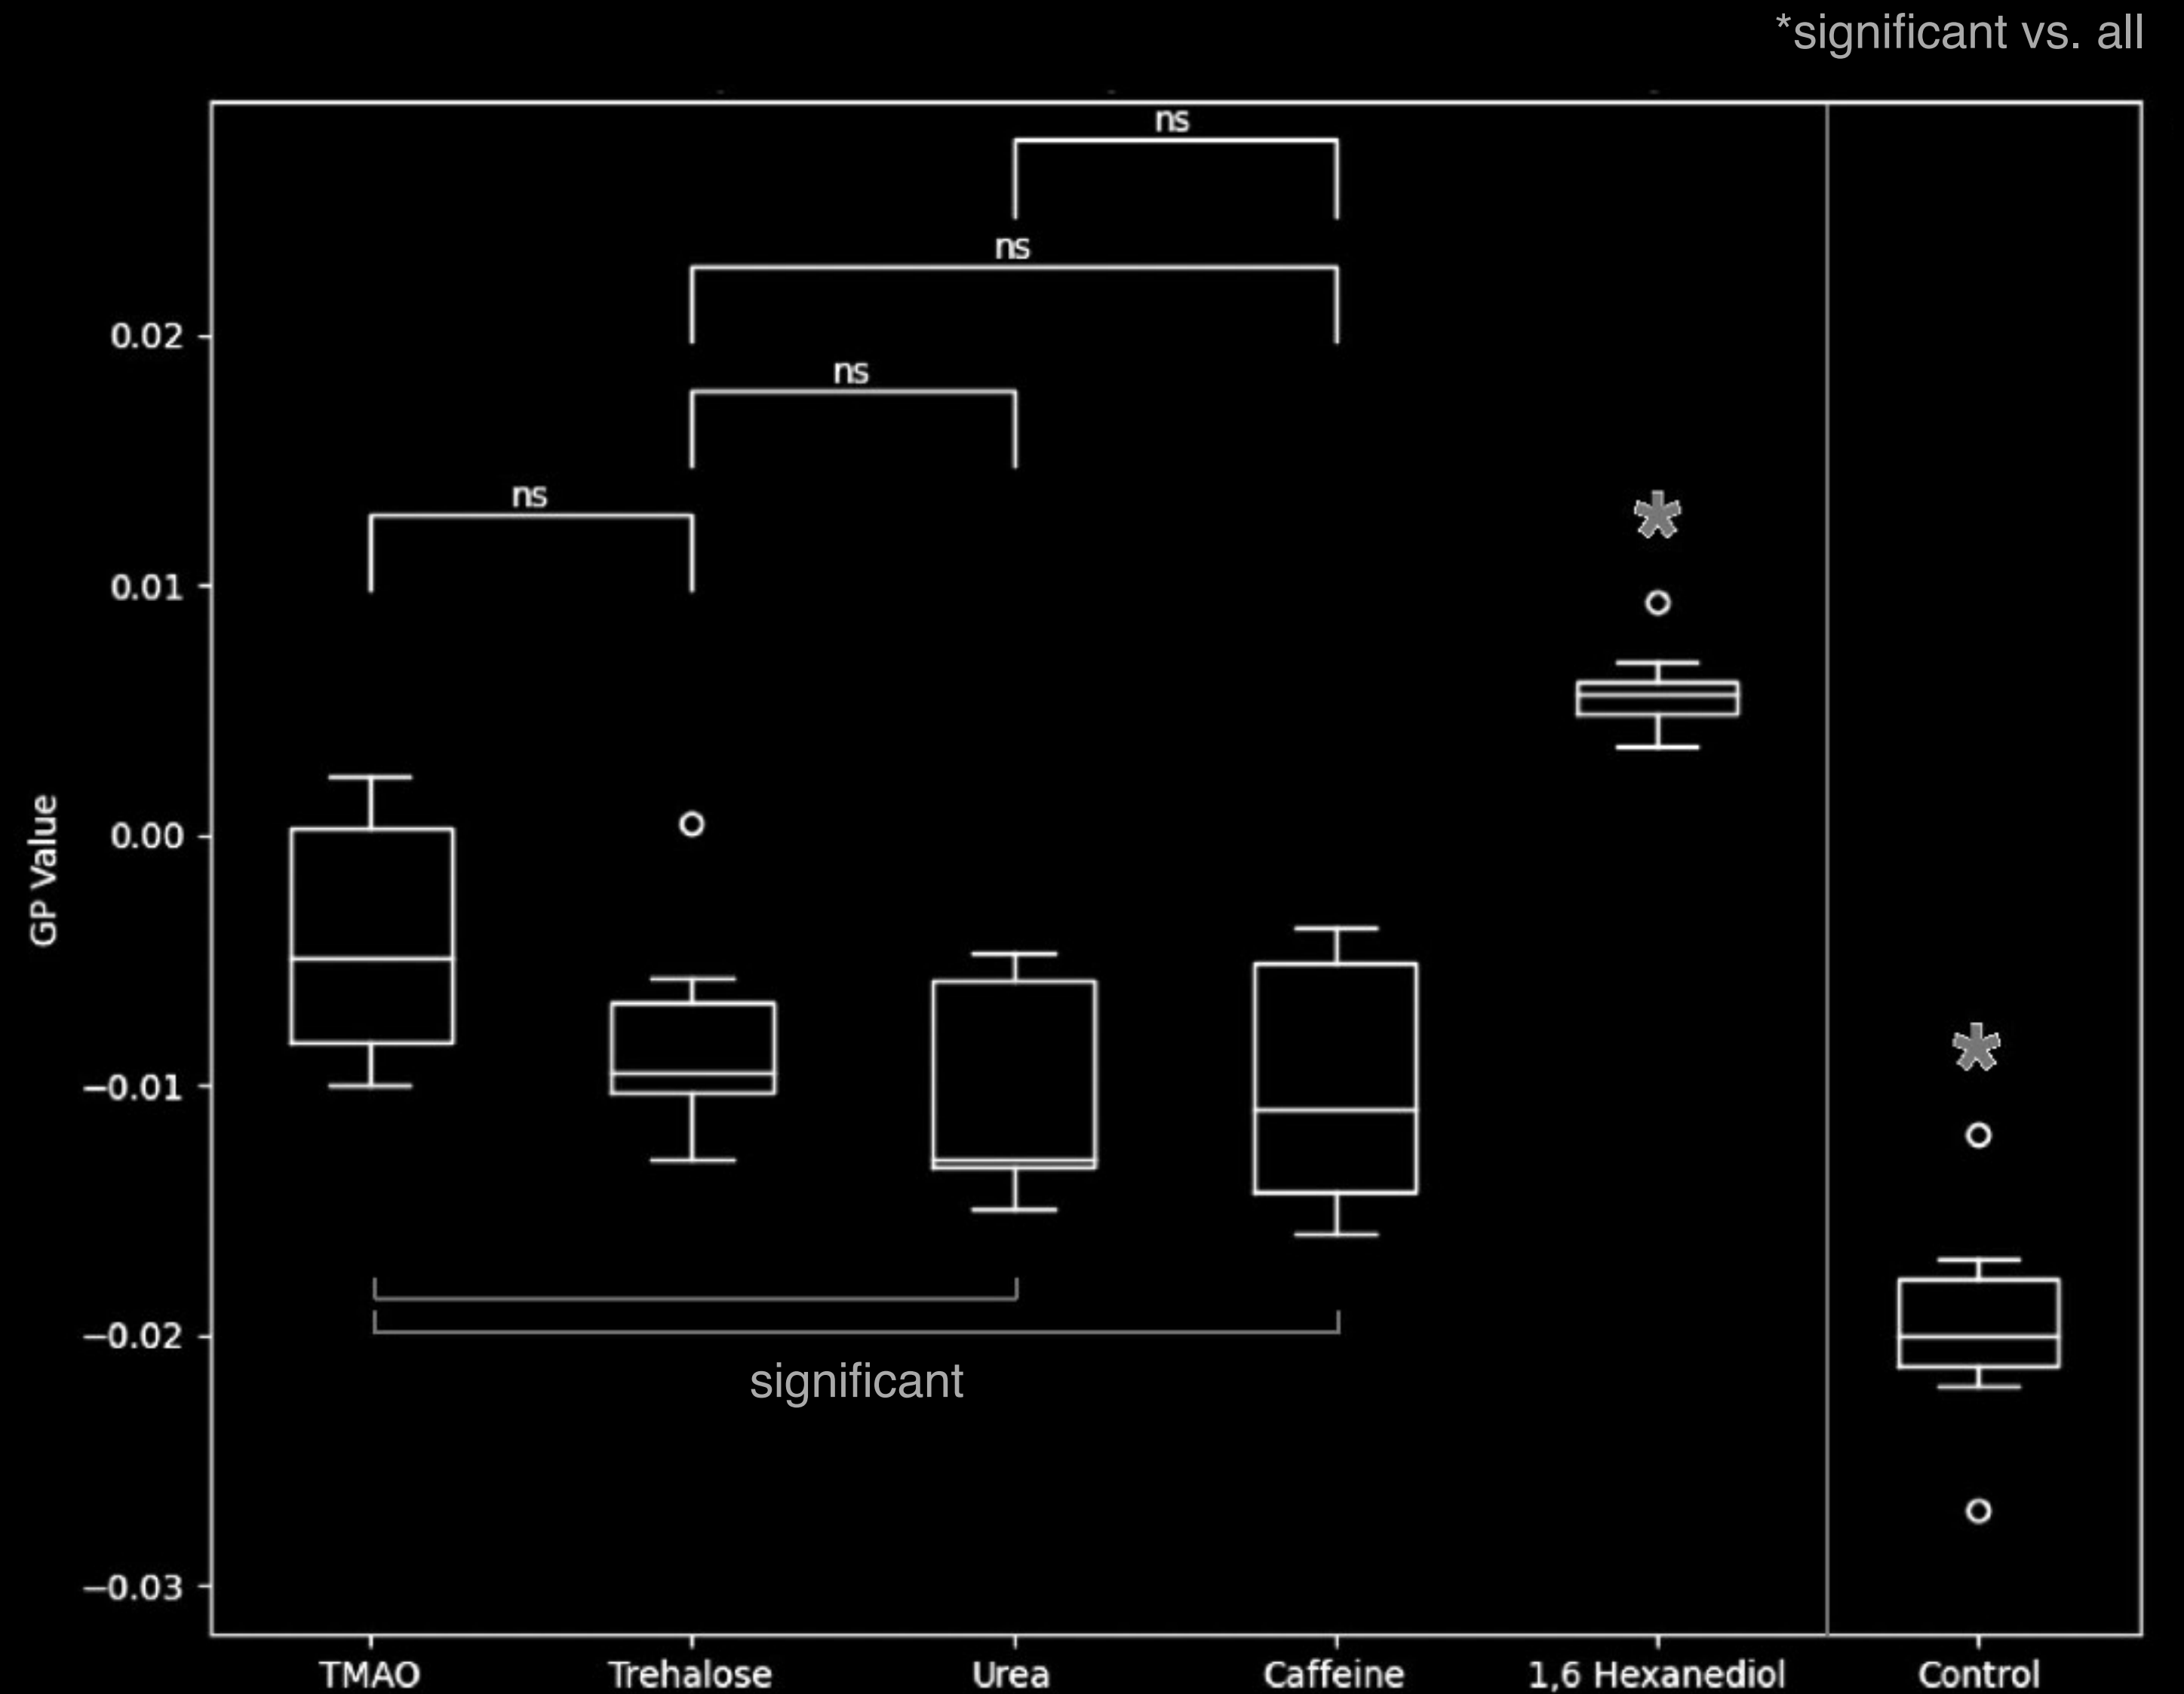 *significant vs. all
ns
ns
ns
ns
0.02
0.01
0.00
−0.01
−0.02
−0.03
GP Value
*
*
significant
TMAO Trehalose Urea Caffeine 1,6 Hexanediol Control